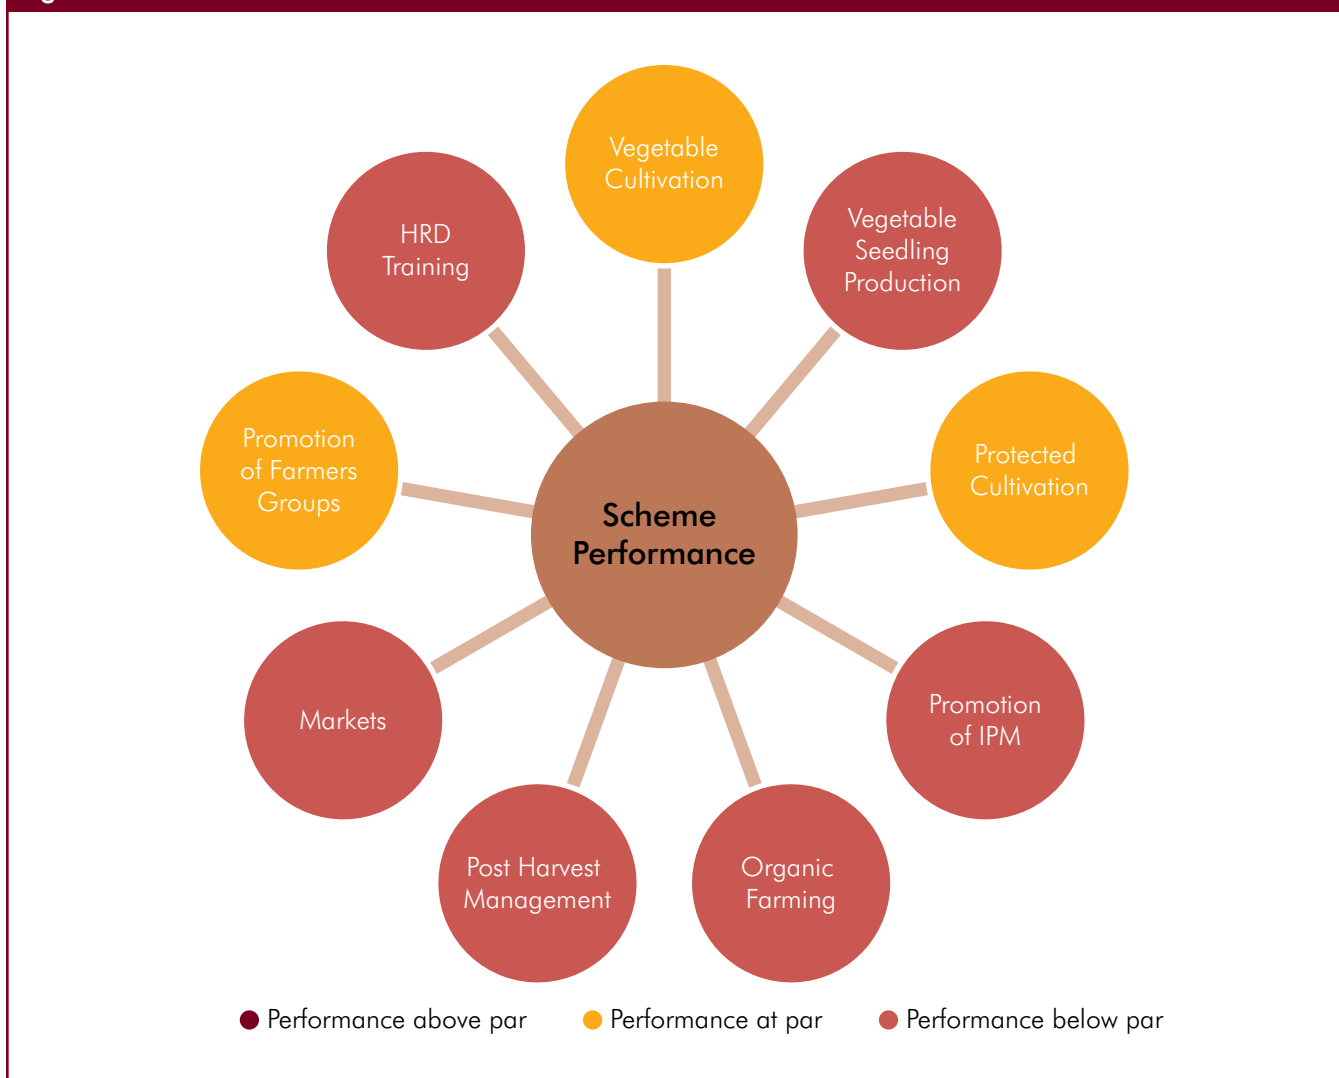 Vegetable
Cultivation
Vegetable
Seedling
Production
Protected
Cultivation
Promotion
of IPM
Organic
Farming
Post Harvest
Management
Markets
Promotion
of Farmers
Groups
HRD
Training
Scheme
Performance
Performance above par
Performance at par
Performance below par